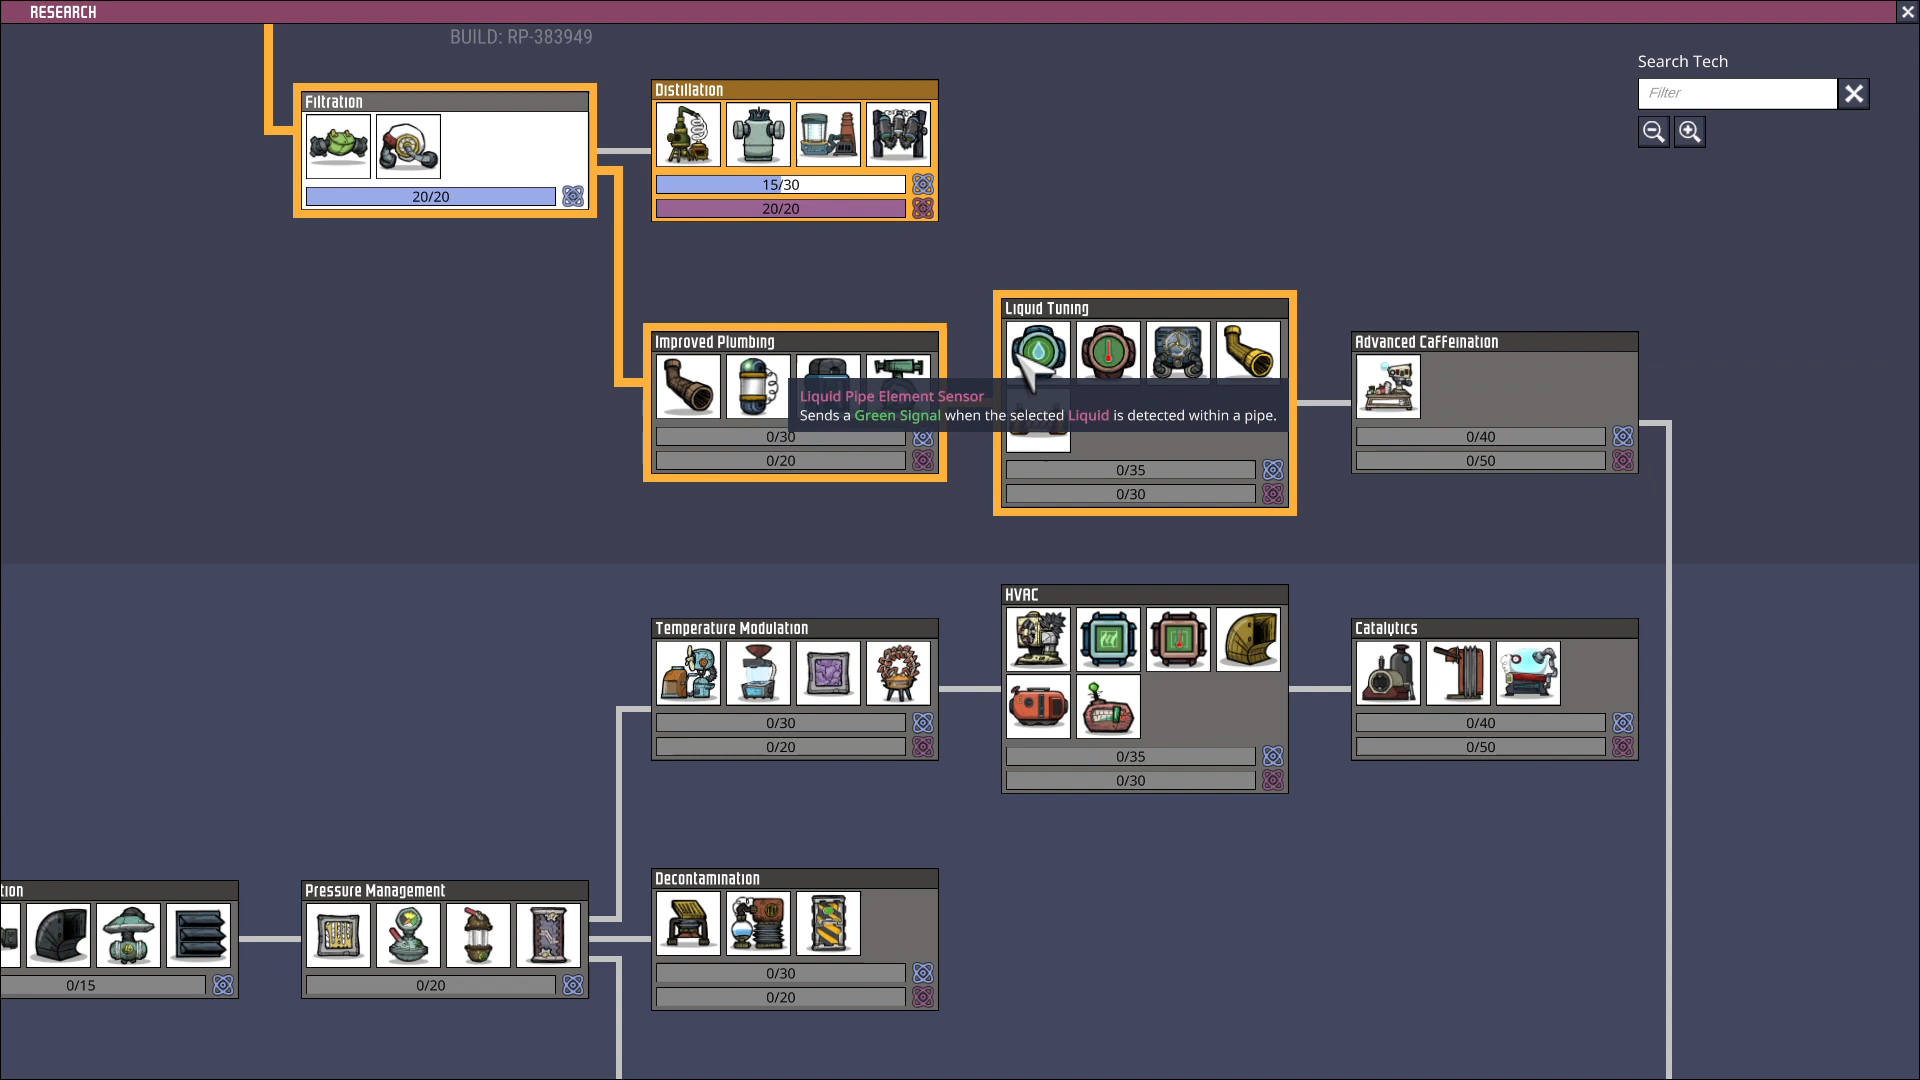 RESEARCH
BUILD: RP-383949
Search Tech
Filter
Filtration
20/20
Distillation
15/30
20/20
Improved Plumbing
0/30
0/20
Liquid Tuning
Liquid Pipe Element Sensor
Sends a Green Signal when the selected Liquid is detected within a pipe.
0/35
0/30
Advanced Caffeination
0/40
0/50
Temperature Modulation
0/30
0/20
HVAC
0/35
0/30
Catalytics
0/40
0/50
tion
0/15
Pressure Management
0/20
Decontamination
0/30
0/20